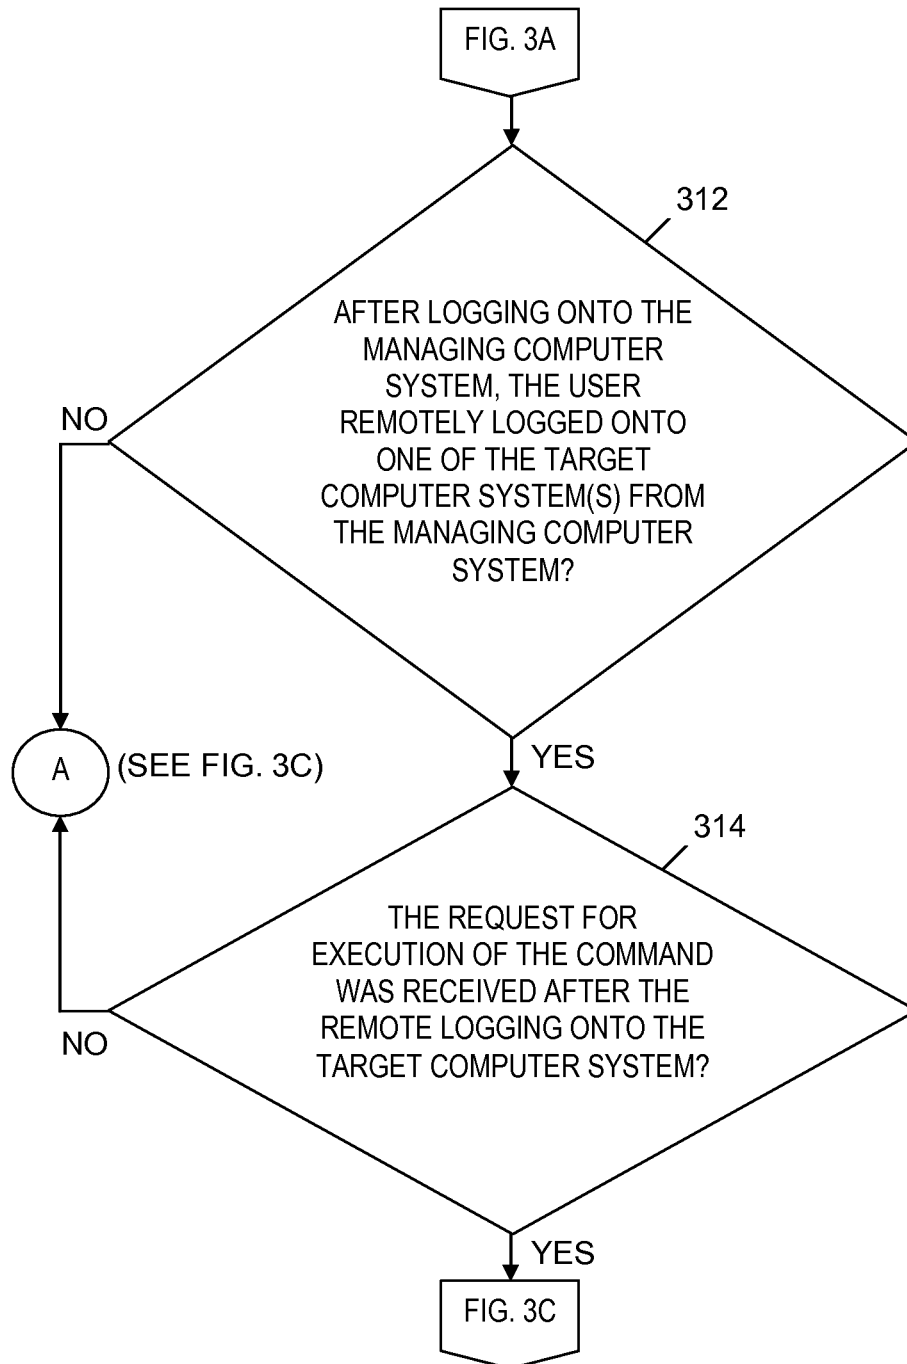 FIG. 3A
312
AFTER LOGGING ONTO THE
MANAGING COMPUTER
SYSTEM, THE USER
REMOTELY LOGGED ONTO
ONE OF THE TARGET
COMPUTER SYSTEM(S) FROM
THE MANAGING COMPUTER
SYSTEM?
NO
YES
A
(SEE FIG. 3C)
314
THE REQUEST FOR
EXECUTION OF THE COMMAND
WAS RECEIVED AFTER THE
REMOTE LOGGING ONTO THE
TARGET COMPUTER SYSTEM?
NO
YES
FIG. 3C